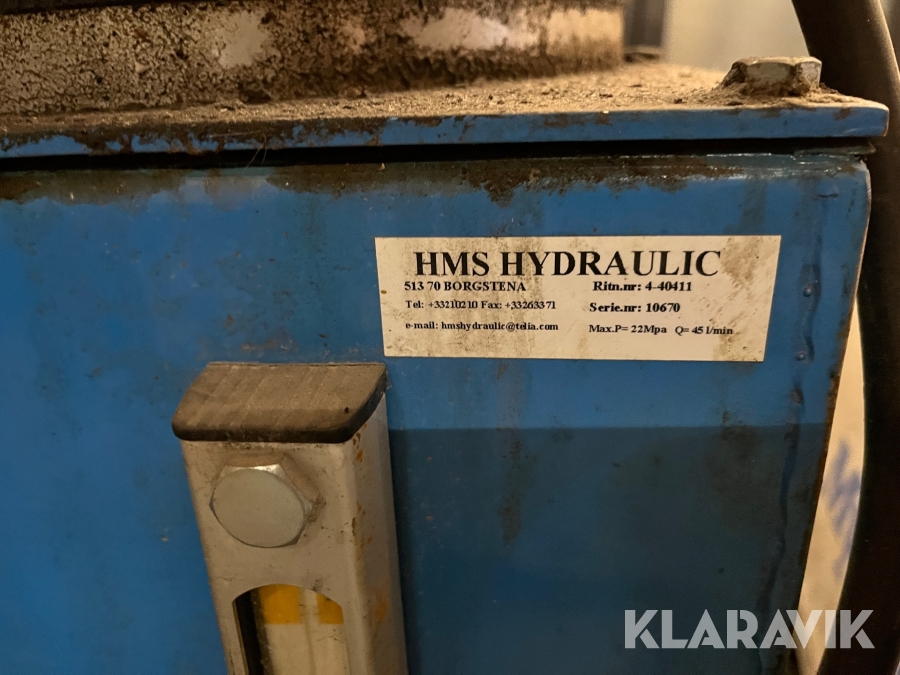 HMS HYDRAULIC
513 70 BORGSTENA Ritn.nr: 4-40411
Tel: +33210210 Fax: +33263371 Serie.nr: 10670
e-mail: hmshydraulic@telia.com Max.P= 22Mpa Q= 45 l/min
KLARAVIK